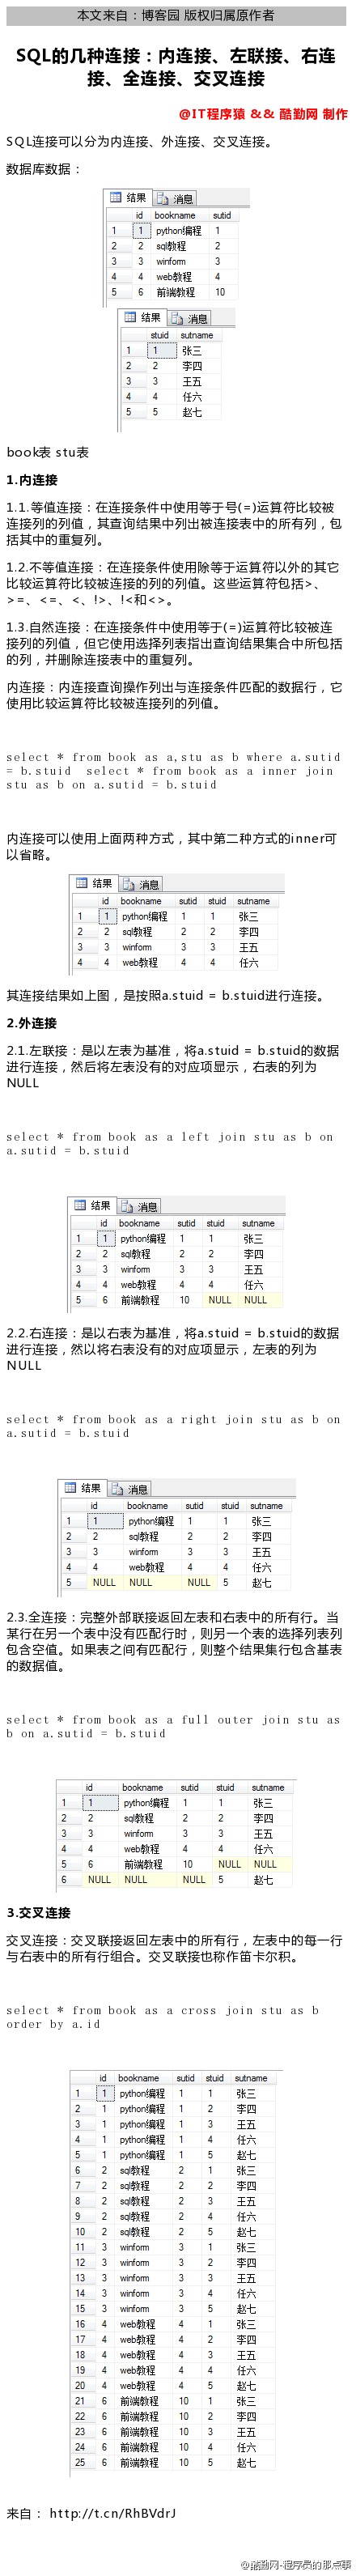 本文来自：博客园 版权归属原作者
SQL的几种连接：内连接、左联接、右连
接、全连接、交叉连接
@IT程序猿 && 酷勤网 制作
SQL连接可以分为内连接、外连接、交叉连接。
数据库数据：
结果 消息
id bookname sutid
1 1 python编程 1
2 2 sql教程 2
3 3 winform 3
4 4 web教程 4
5 6 前端教程 10
结果 消息
stuid sutname
1 1 张三
2 2 李四
3 3 王五
4 4 任六
5 5 赵七
book表 stu表
1.内连接
1.1.等值连接：在连接条件中使用等于号(=)运算符比较被
连接列的列值，其查询结果中列出被连接表中的所有列，包
括其中的重复列。
1.2.不等值连接：在连接条件使用除等于运算符以外的其它
比较运算符比较被连接的列的列值。这些运算符包括>、
>=、<=、<、!>、!<和<>。
1.3.自然连接：在连接条件中使用等于(=)运算符比较被连
接列的列值，但它使用选择列表指出查询结果集合中所包括
的列，并删除连接表中的重复列。
内连接：内连接查询操作列出与连接条件匹配的数据行，它
使用比较运算符比较被连接列的列值。
select * from book as a,stu as b where a.sutid
= b.stuid  select * from book as a inner join
stu as b on a.sutid = b.stuid
内连接可以使用上面两种方式，其中第二种方式的inner可
以省略。
结果 消息
id bookname sutid stuid sutname
1 1 python编程 1 1 张三
2 2 sql教程 2 2 李四
3 3 winform 3 3 王五
4 4 web教程 4 4 任六
其连接结果如上图，是按照a.stuid = b.stuid进行连接。
2.外连接
2.1.左联接：是以左表为基准，将a.stuid = b.stuid的数据
进行连接，然后将左表没有的对应项显示，右表的列为
NULL
select * from book as a left join stu as b on
a.sutid = b.stuid
结果 消息
id bookname sutid stuid sutname
1 1 python编程 1 1 张三
2 2 sql教程 2 2 李四
3 3 winform 3 3 王五
4 4 web教程 4 4 任六
5 6 前端教程 10 NULL NULL
2.2.右连接：是以右表为基准，将a.stuid = b.stuid的数据
进行连接，然以将右表没有的对应项显示，左表的列为
NULL
select * from book as a right join stu as b on
a.sutid = b.stuid
结果 消息
id bookname sutid stuid sutname
1 1 python编程 1 1 张三
2 2 sql教程 2 2 李四
3 3 winform 3 3 王五
4 4 web教程 4 4 任六
5 NULL NULL NULL 5 赵七
2.3.全连接：完整外部联接返回左表和右表中的所有行。当
某行在另一个表中没有匹配行时，则另一个表的选择列表列
包含空值。如果表之间有匹配行，则整个结果集行包含基表
的数据值。
select * from book as a full outer join stu as
b on a.sutid = b.stuid
id bookname sutid stuid sutname
1 1 python编程 1 1 张三
2 2 sql教程 2 2 李四
3 3 winform 3 3 王五
4 4 web教程 4 4 任六
5 6 前端教程 10 NULL NULL
6 NULL NULL NULL 5 赵七
3.交叉连接
交叉连接：交叉联接返回左表中的所有行，左表中的每一行
与右表中的所有行组合。交叉联接也称作笛卡尔积。
select * from book as a cross join stu as b
order by a.id
id bookname sutid stuid sutname
1 1 python编程 1 1 张三
2 1 python编程 1 2 李四
3 1 python编程 1 3 王五
4 1 python编程 1 4 任六
5 1 python编程 1 5 赵七
6 2 sql教程 2 1 张三
7 2 sql教程 2 2 李四
8 2 sql教程 2 3 王五
9 2 sql教程 2 4 任六
10 2 sql教程 2 5 赵七
11 3 winform 3 1 张三
12 3 winform 3 2 李四
13 3 winform 3 3 王五
14 3 winform 3 4 任六
15 3 winform 3 5 赵七
16 4 web教程 4 1 张三
17 4 web教程 4 2 李四
18 4 web教程 4 3 王五
19 4 web教程 4 4 任六
20 4 web教程 4 5 赵七
21 6 前端教程 10 1 张三
22 6 前端教程 10 2 李四
23 6 前端教程 10 3 王五
24 6 前端教程 10 4 任六
25 6 前端教程 10 5 赵七
来自： http://t.cn/RhBVdrJ
@酷勤网-程序员的那点事